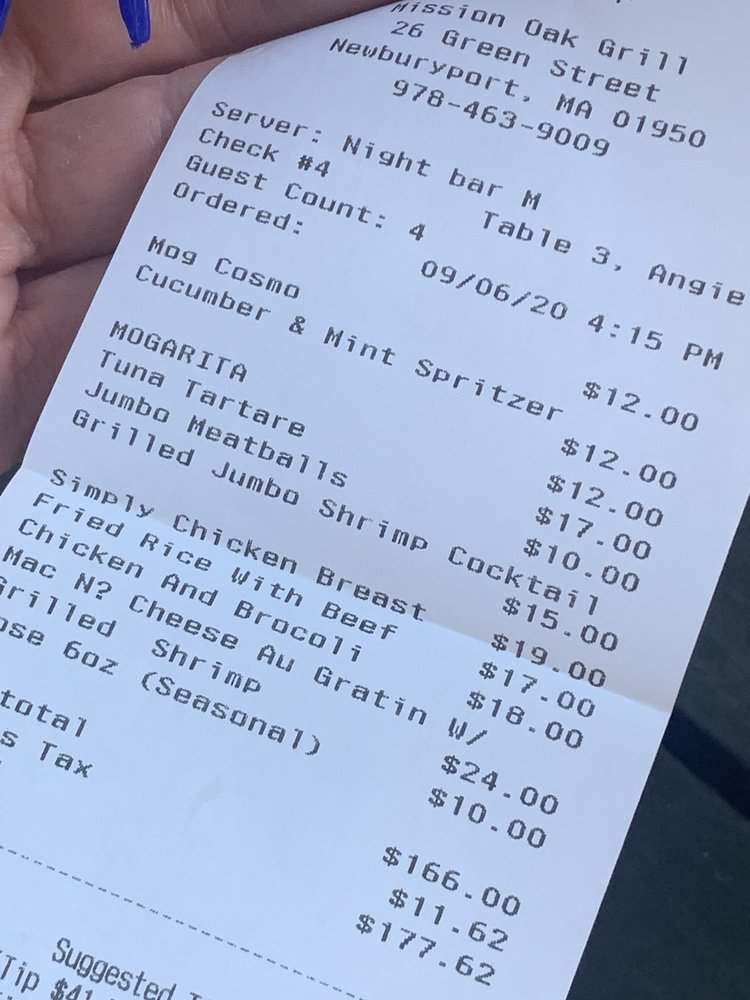 Mission Oak Grill
26 Green Street
Newburyport, MA 01950
978-463-9009
Server: Night bar M
Check #4 Table 3, Angie
Guest Count: 4
Ordered: 09/06/20 4:15 PM
Mog Cosmo $12.00
Cucumber & Mint Spritzer
$12.00
MOGARITA $12.00
Tuna Tartare $17.00
Jumbo Meatballs $10.00
Grilled Jumbo Shrimp Cocktail
$15.00
Simply Chicken Breast $19.00
Fried Rice With Beef $17.00
Chicken And Brocoli $18.00
Mac N? Cheese Au Gratin W/
Grilled Shrimp $24.00
ose 6oz (Seasonal) $10.00
total $166.00
s Tax $11.62
$177.62
Suggested
Tip $41